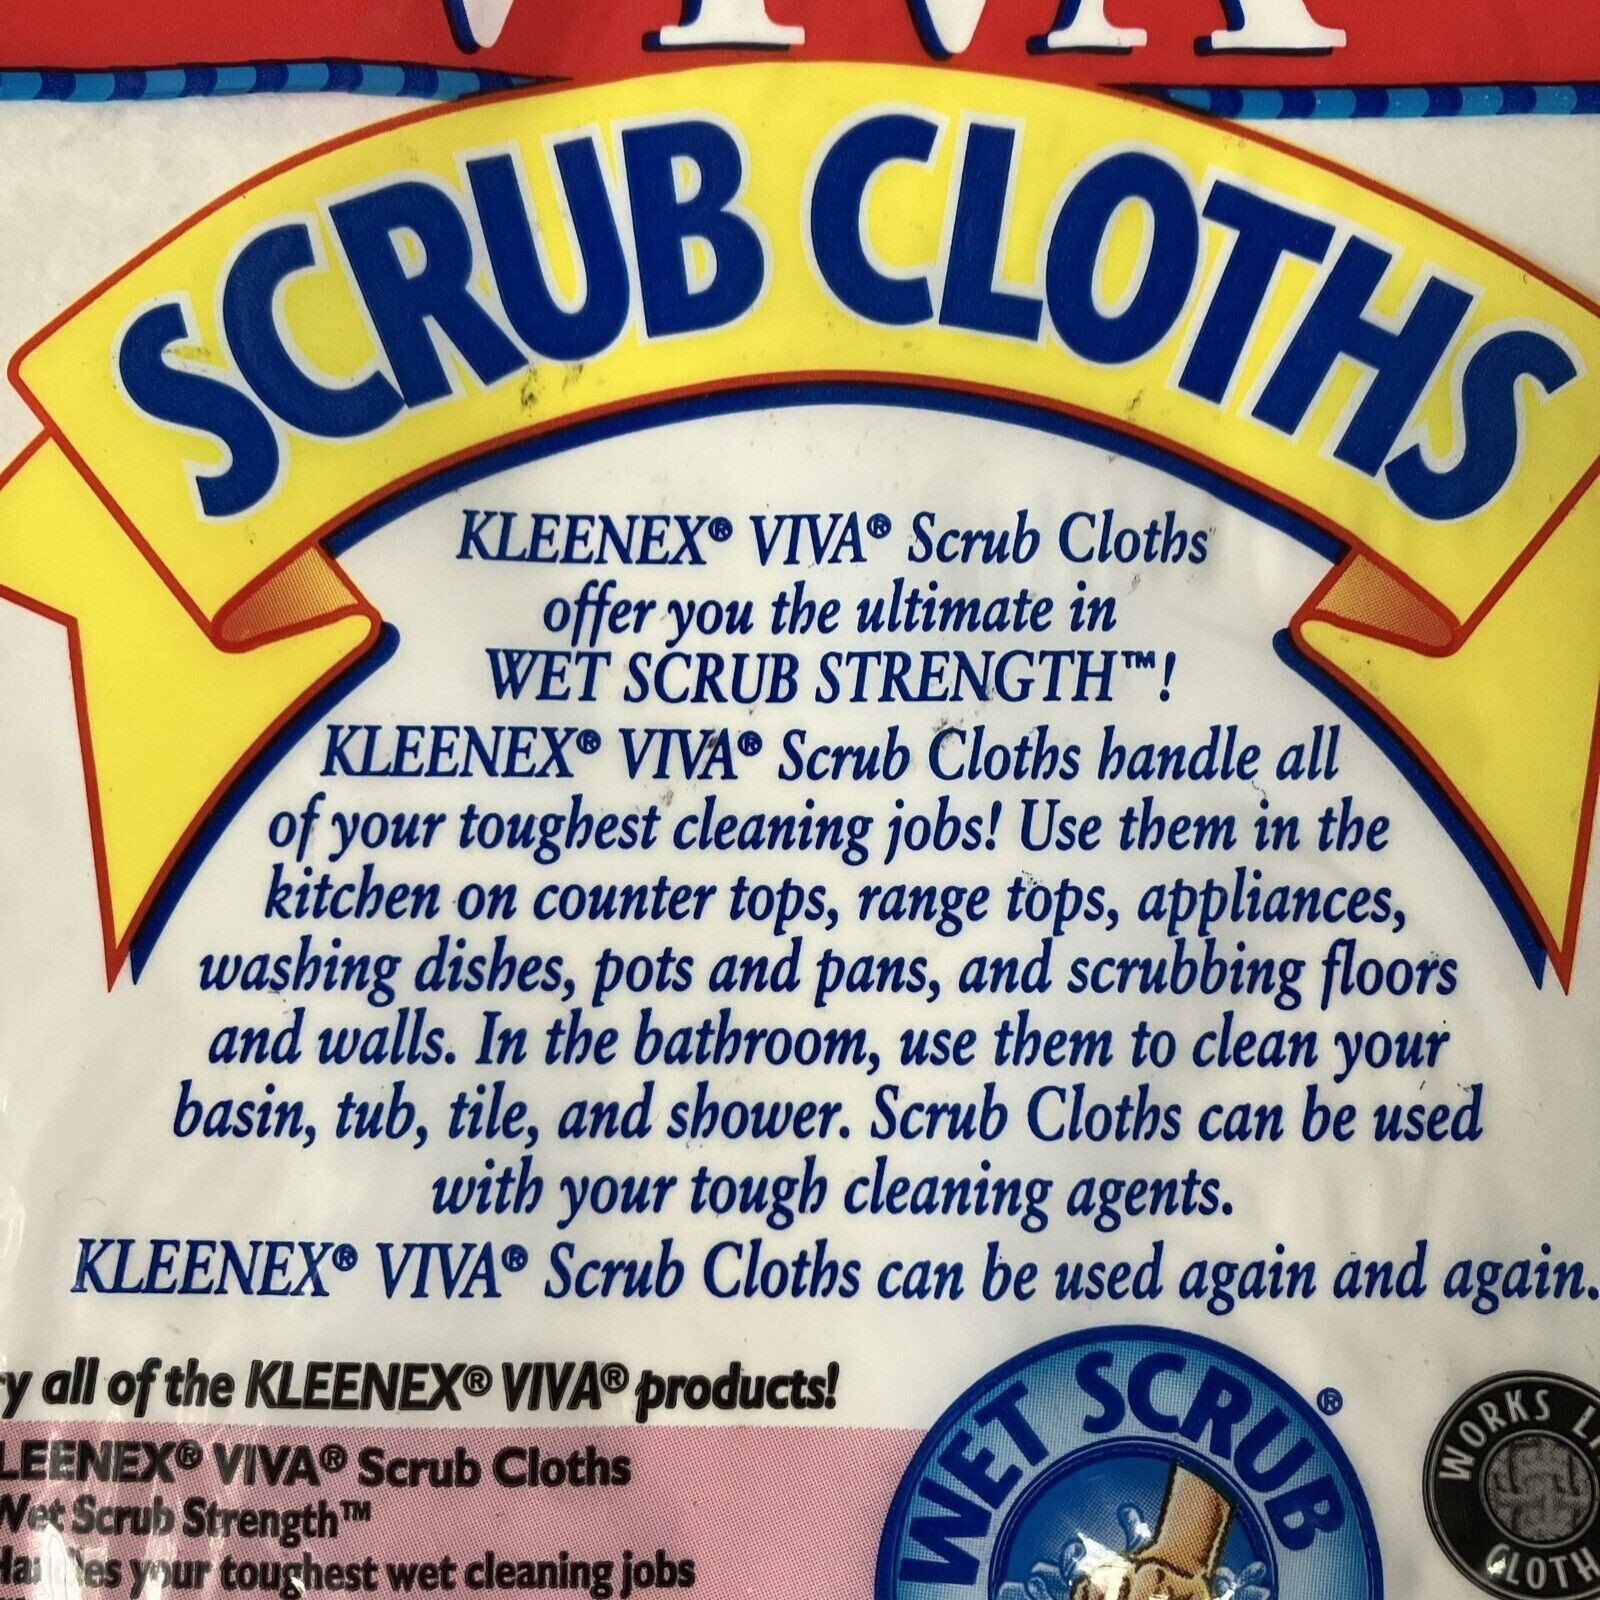 VIVA
SCRUB CLOTHS
KLEENEX® VIVA® Scrub Cloths
offer you the ultimate in
WET SCRUB STRENGTH™!
KLEENEX® VIVA® Scrub Cloths handle all
of your toughest cleaning jobs! Use them in the
kitchen on counter tops, range tops, appliances,
washing dishes, pots and pans, and scrubbing floors
and walls. In the bathroom, use them to clean your
basin, tub, tile, and shower. Scrub Cloths can be used
with your tough cleaning agents.
KLEENEX® VIVA® Scrub Cloths can be used again and again.
y all of the KLEENEX® VIVA® products!
LEENEX® VIVA® Scrub Cloths
Wet Scrub Strength™
Handles your toughest wet cleaning jobs
WET SCRUB ®
WORKS LI
CLOTH